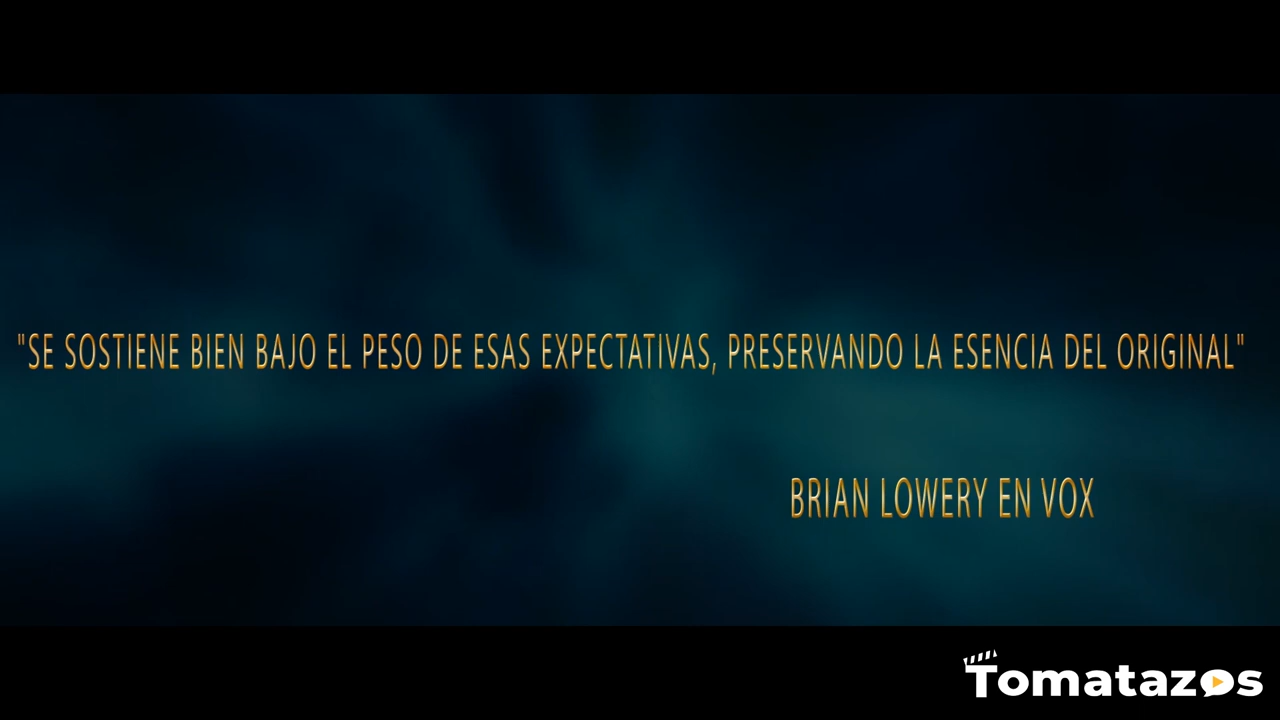 "SE SOSTIENE BIEN BAJO EL PESO DE ESAS EXPECTATIVAS, PRESERVANDO LA ESENCIA DEL ORIGINAL"
BRIAN LOWERY EN VOX
Tomatazos